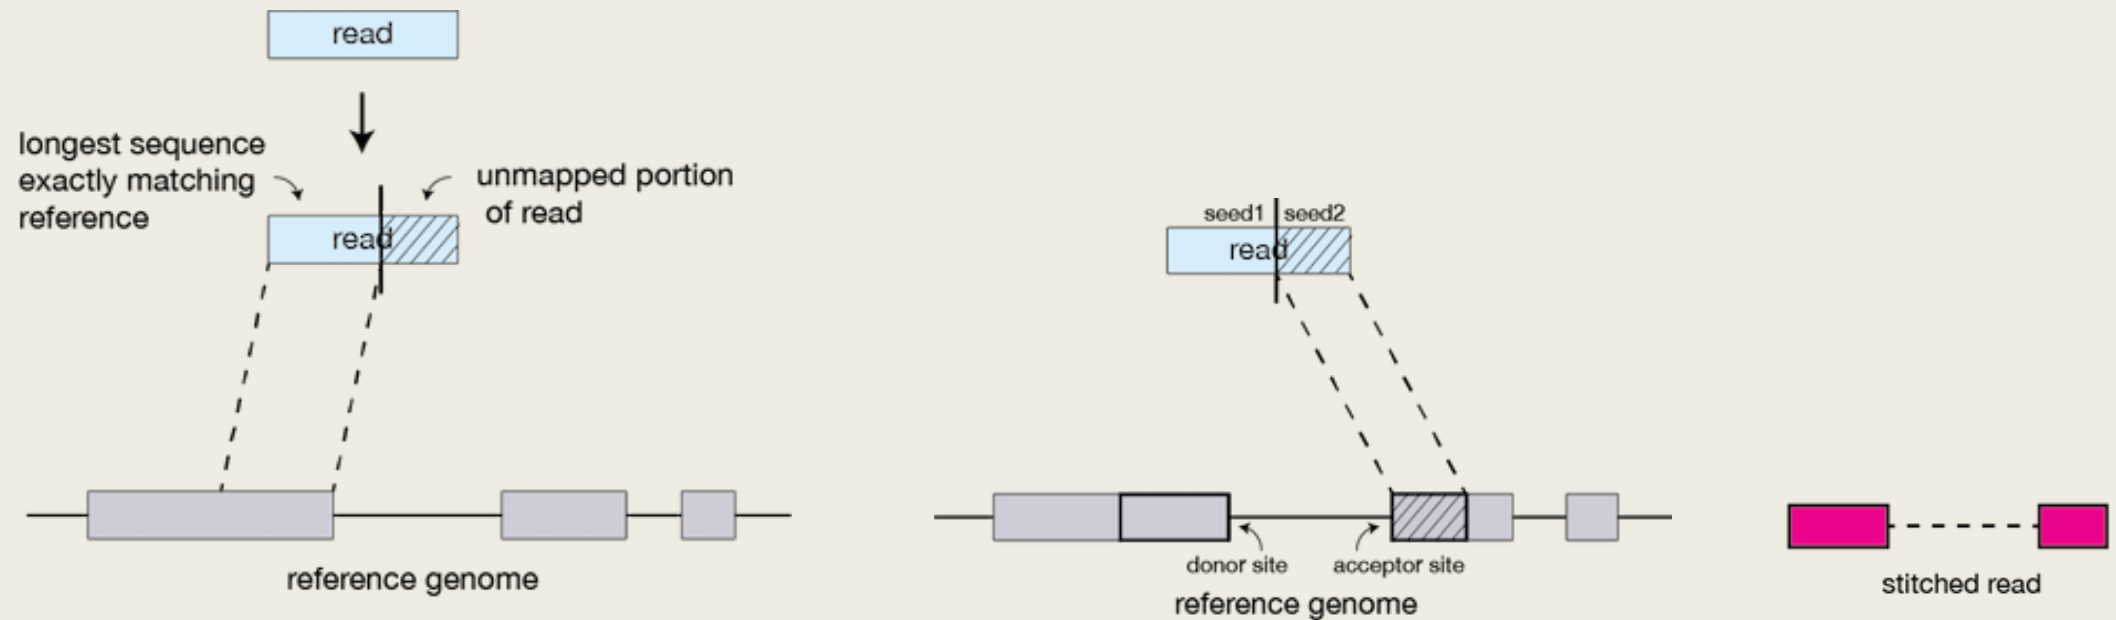 read
longest sequence
exactly matching
reference
unmapped portion
of read
read
reference genome
seed1
seed2
read
donor site
acceptor site
reference genome
stitched read